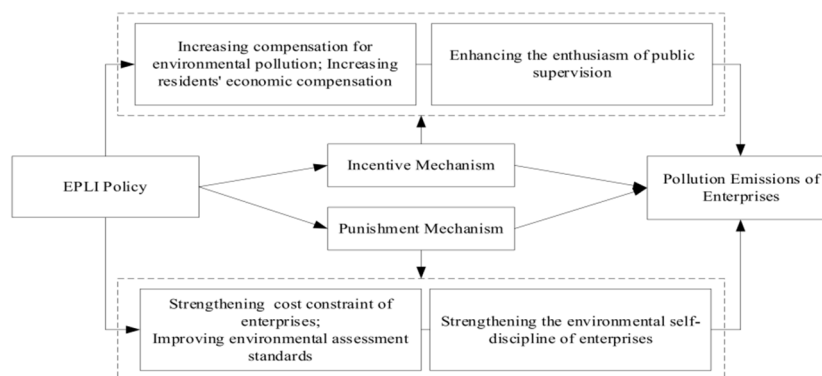 Increasing compensation for
environmental pollution; Increasing
residents' economic compensation
Enhancing the enthusiasm of public
supervision
Incentive Mechanism
EPLI Policy
Pollution Emissions of
Enterprises
Punishment Mechanism
Strengthening cost constraint of
enterprises;
Improving environmental assessment
standards
Strengthening the environmental self-
discipline of enterprises